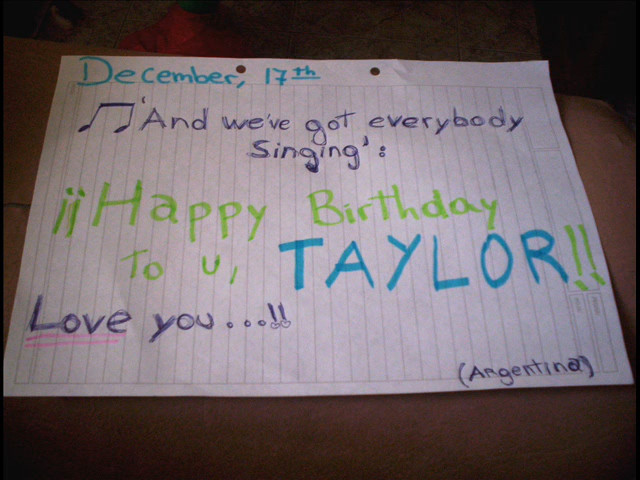 December, 17th
♫ 'And we've got everybody
Singing':
¡¡Happy Birthday
To u, TAYLOR!!
Love you...!!
(Argentina)